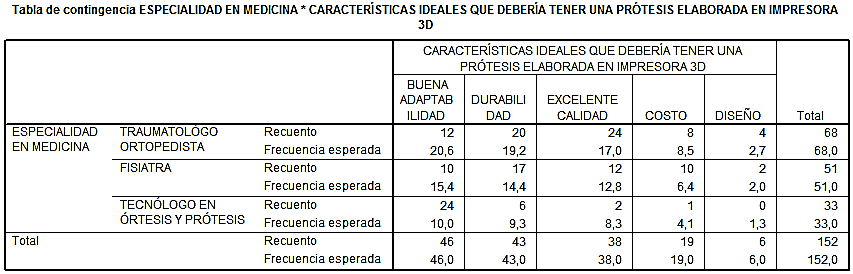 Tabla de contingencia ESPECIALIDAD EN MEDICINA * CARACTERÍSTICAS IDEALES QUE DEBERÍA TENER UNA PRÓTESIS ELABORADA EN IMPRESORA
3D
CARACTERÍSTICAS IDEALES QUE DEBERÍA TENER UNA
PRÓTESIS ELABORADA EN IMPRESORA 3D
BUENA
ADAPTAB
ILIDAD
DURABILI
DAD
EXCELENTE
CALIDAD
COSTO
DISEÑO
Total
ESPECIALIDAD
EN MEDICINA
TRAUMATOLÓGO
ORTOPEDISTA
Recuento 12 20 24 8 4 68
Frecuencia esperada 20,6 19,2 17,0 8,5 2,7 68,0
FISIATRA Recuento 10 17 12 10 2 51
Frecuencia esperada 15,4 14,4 12,8 6,4 2,0 51,0
TECNÓLOGO EN
ÓRTESIS Y PRÓTESIS
Recuento 24 6 2 1 0 33
Frecuencia esperada 10,0 9,3 8,3 4,1 1,3 33,0
Total Recuento 46 43 38 19 6 152
Frecuencia esperada 46,0 43,0 38,0 19,0 6,0 152,0